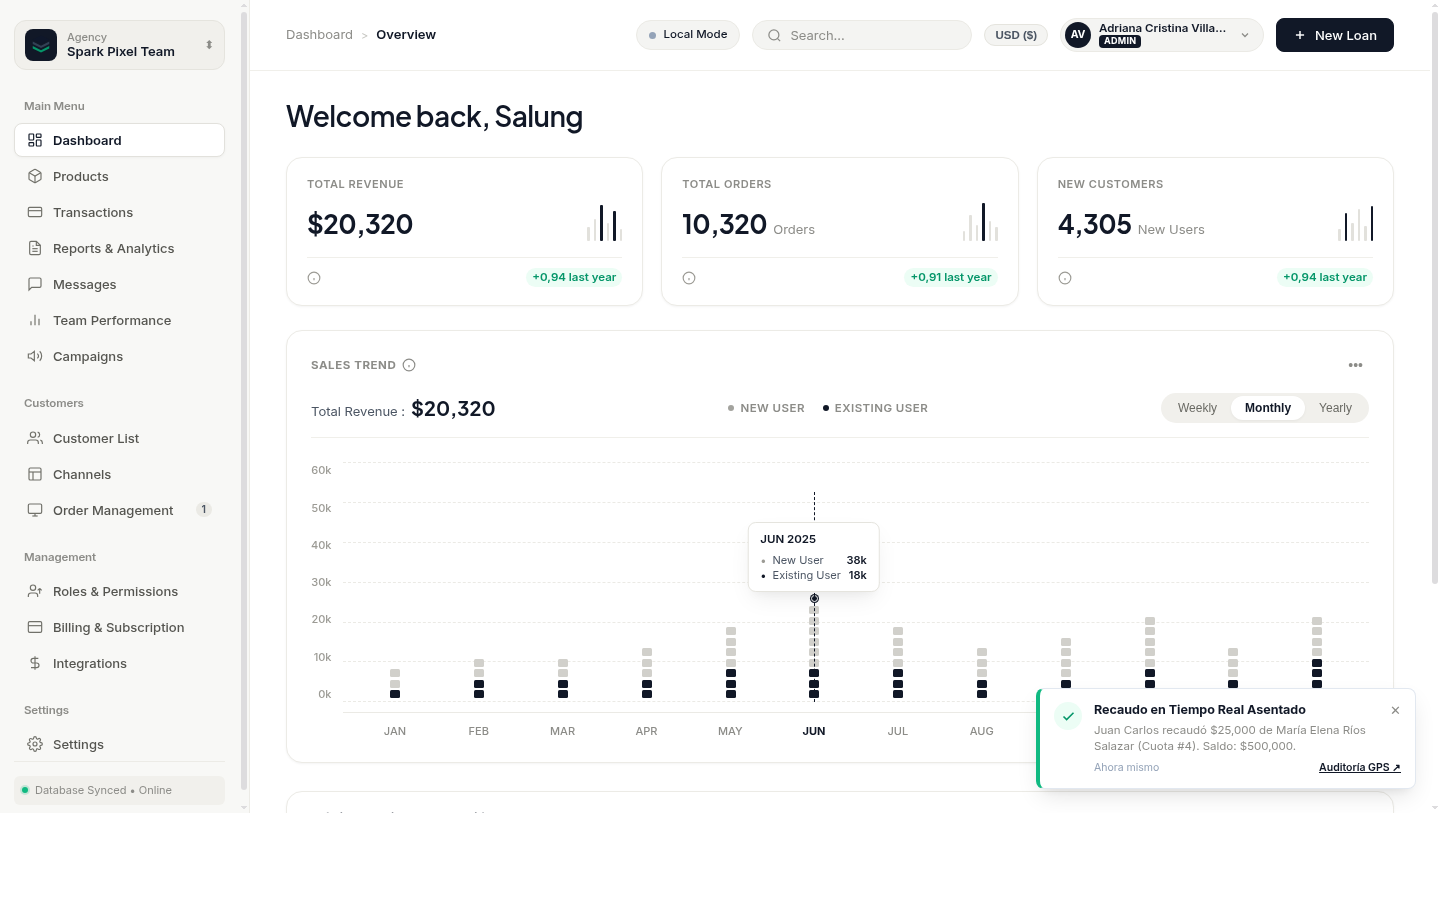 Agency
Spark Pixel Team
Main Menu
Dashboard
Products
Transactions
Reports & Analytics
Messages
Team Performance
Campaigns
Customers
Customer List
Channels
Order Management 1
Management
Roles & Permissions
Billing & Subscription
Integrations
Settings
Settings
Database Synced • Online
Dashboard > Overview
Local Mode
Search...
USD ($)
AV
Adriana Cristina Villa...
ADMIN
+ New Loan
Welcome back, Salung
TOTAL REVENUE
$20,320
+0,94 last year
TOTAL ORDERS
10,320 Orders
+0,91 last year
NEW CUSTOMERS
4,305 New Users
+0,94 last year
SALES TREND
•••
Total Revenue : $20,320
NEW USER
EXISTING USER
Weekly Monthly Yearly
60k
50k
40k
30k
20k
10k
0k
JUN 2025
• New User 38k
• Existing User 18k
JAN FEB MAR APR MAY JUN JUL AUG
Recaudo en Tiempo Real Asentado
Juan Carlos recaudó $25,000 de María Elena Ríos
Salazar (Cuota #4). Saldo: $500,000.
Ahora mismo
Auditoría GPS ↗